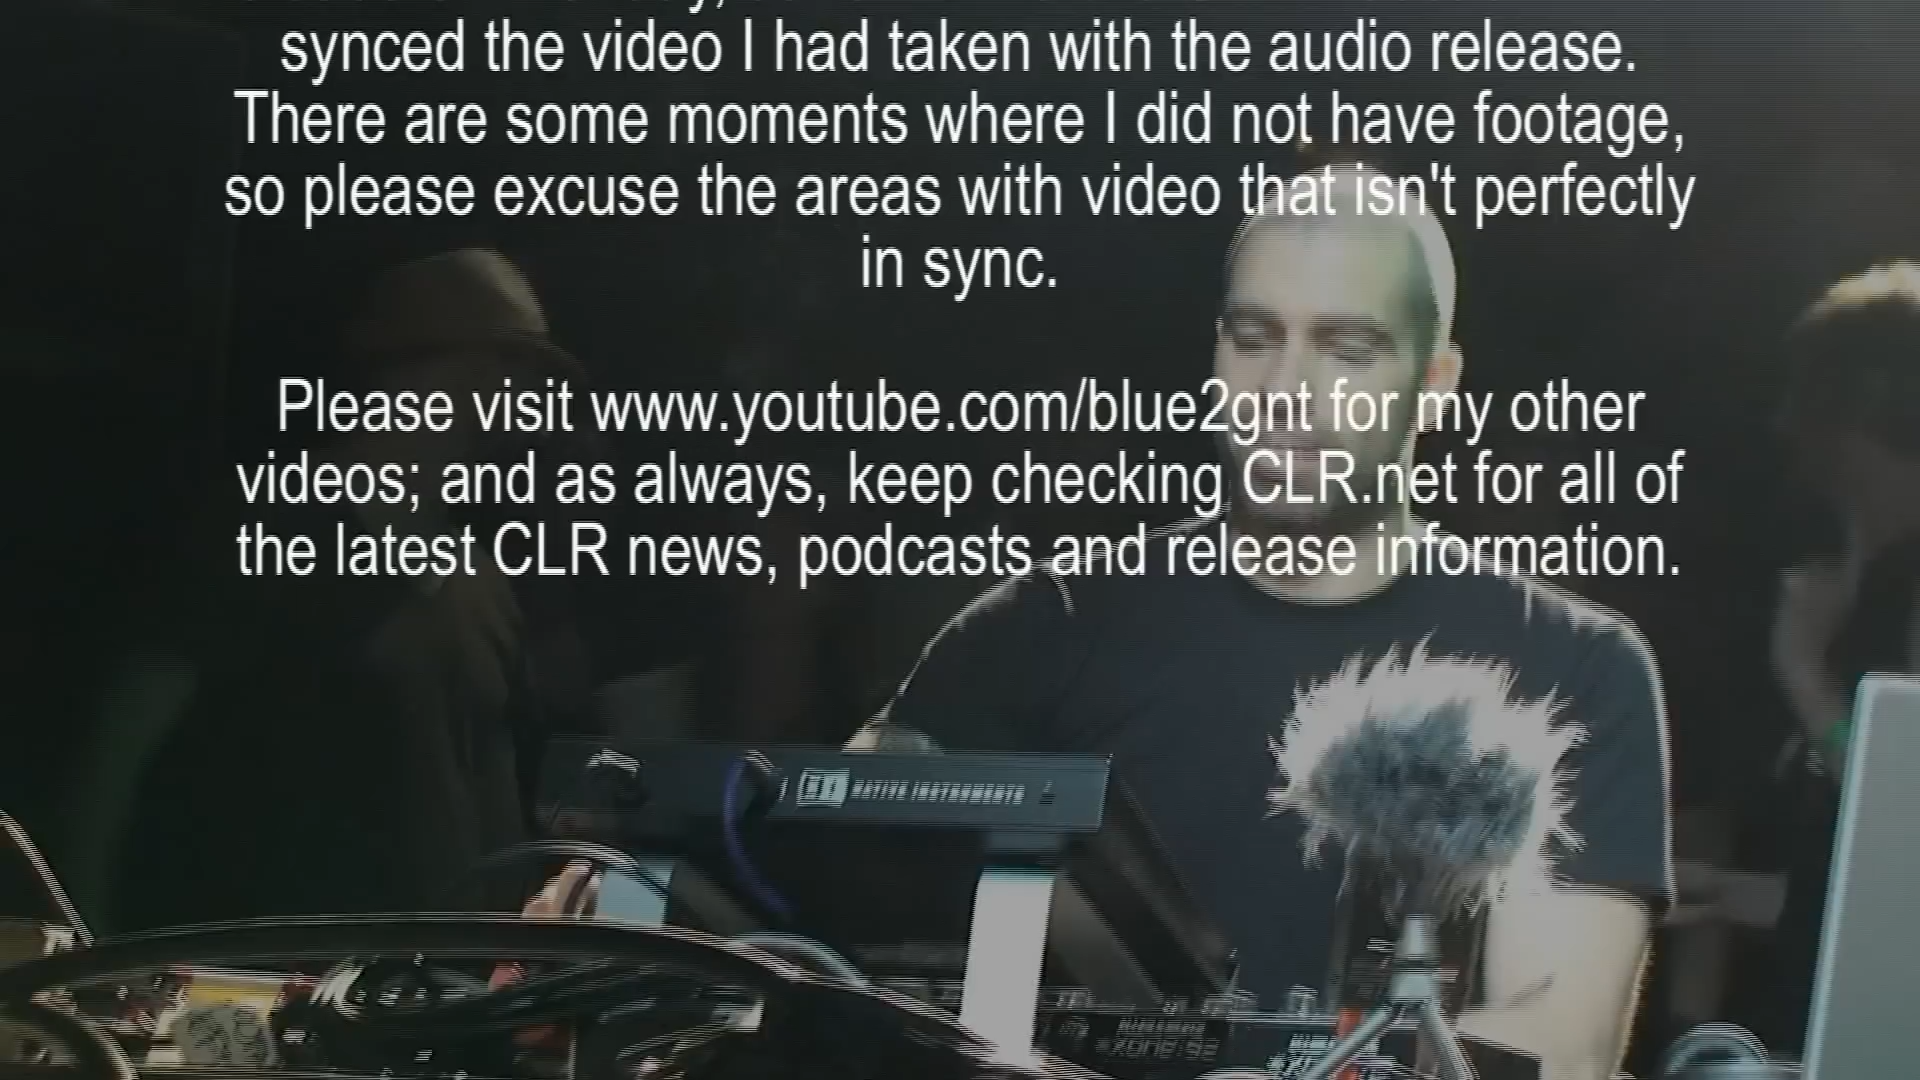 synced the video I had taken with the audio release.
There are some moments where I did not have footage,
so please excuse the areas with video that isn't perfectly
in sync.
Please visit www.youtube.com/blue2gnt for my other
videos; and as always, keep checking CLR.net for all of
the latest CLR news, podcasts and release information.
NATIVE INSTRUMENTS